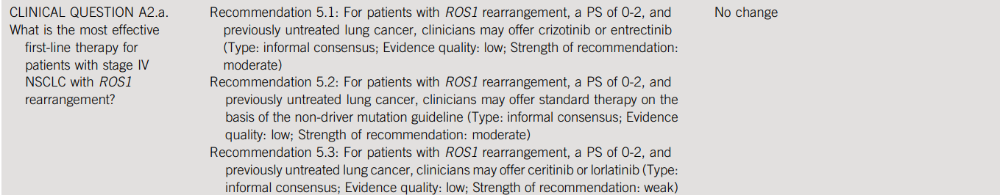 CLINICAL QUESTION A2.a.
What is the most effective
first-line therapy for
patients with stage IV
NSCLC with ROS1
rearrangement?
Recommendation 5.1: For patients with ROS1 rearrangement, a PS of 0-2, and
previously untreated lung cancer, clinicians may offer crizotinib or entrectinib
(Type: informal consensus; Evidence quality: low; Strength of recommendation:
moderate)
Recommendation 5.2: For patients with ROS1 rearrangement, a PS of 0-2, and
previously untreated lung cancer, clinicians may offer standard therapy on the
basis of the non-driver mutation guideline (Type: informal consensus; Evidence
quality: low; Strength of recommendation: moderate)
Recommendation 5.3: For patients with ROS1 rearrangement, a PS of 0-2, and
previously untreated lung cancer, clinicians may offer ceritinib or lorlatinib (Type:
informal consensus; Evidence quality: low; Strength of recommendation: weak)
No change